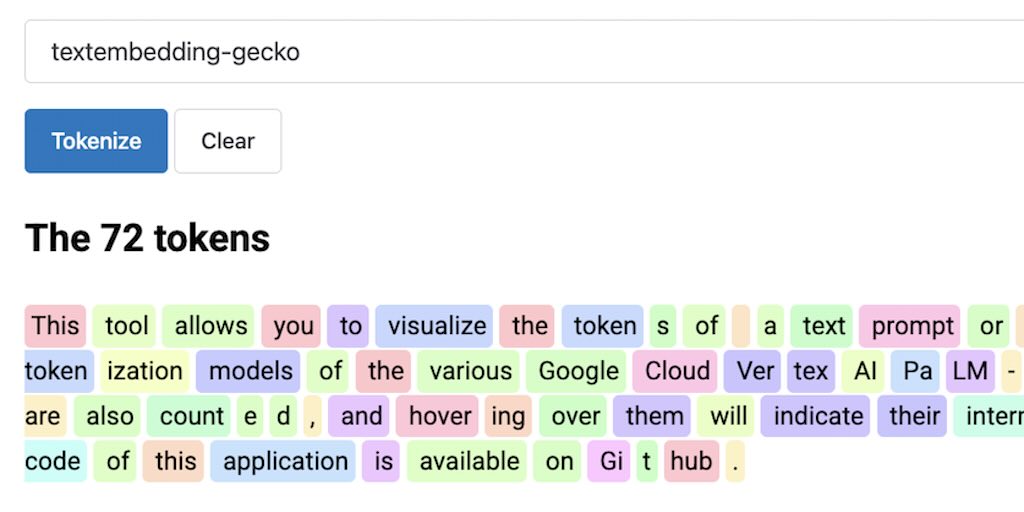 textembedding-gecko
Tokenize Clear
The 72 tokens
This tool allows you to visualize the token s of a text prompt or
token ization models of the various Google Cloud Ver tex AI Pa LM -
are also count e d , and hover ing over them will indicate their intern
code of this application is available on Gi t hub .